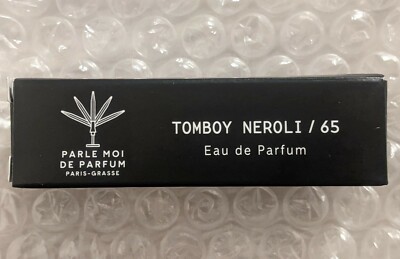 PARLE MOI
DE PARFUM
PARIS-GRASSE
TOMBOY NEROLI / 65
Eau de Parfum